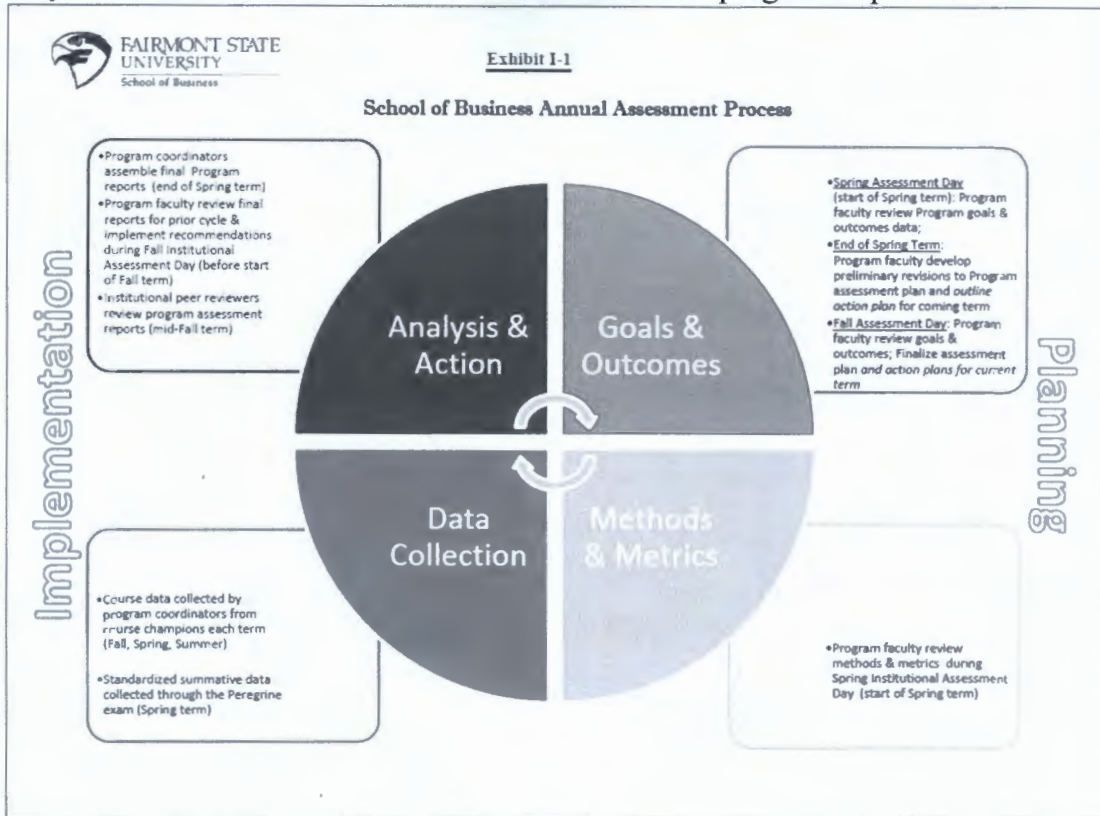 FAIRMONT STATE
UNIVERSITY
School of Business
Exhibit I-1
School of Business Annual Assessment Process
•Program coordinators
assemble final Program
reports (end of Spring term)
•Program faculty review final
reports for prior cycle &
implement recommendations
during Fall Institutional
Assessment Day (before start
of Fall term)
•Institutional peer reviewers
review program assessment
reports (mid-Fall term)
•Spring Assessment Day
(start of Spring term): Program
faculty review Program goals &
outcomes data;
•End of Spring Term:
Program faculty develop
preliminary revisions to Program
assessment plan and outline
action plan for coming term
•Fall Assessment Day: Program
faculty review goals &
outcomes; Finalize assessment
plan and action plans for current
term
Implementation
Analysis &
Action
Goals &
Outcomes
Planning
Data
Collection
Methods
& Metrics
•Course data collected by
program coordinators from
course champions each term
(Fall, Spring, Summer)
•Standardized summative data
collected through the Peregrine
exam (Spring term)
•Program faculty review
methods & metrics during
Spring Institutional Assessment
Day (start of Spring term)